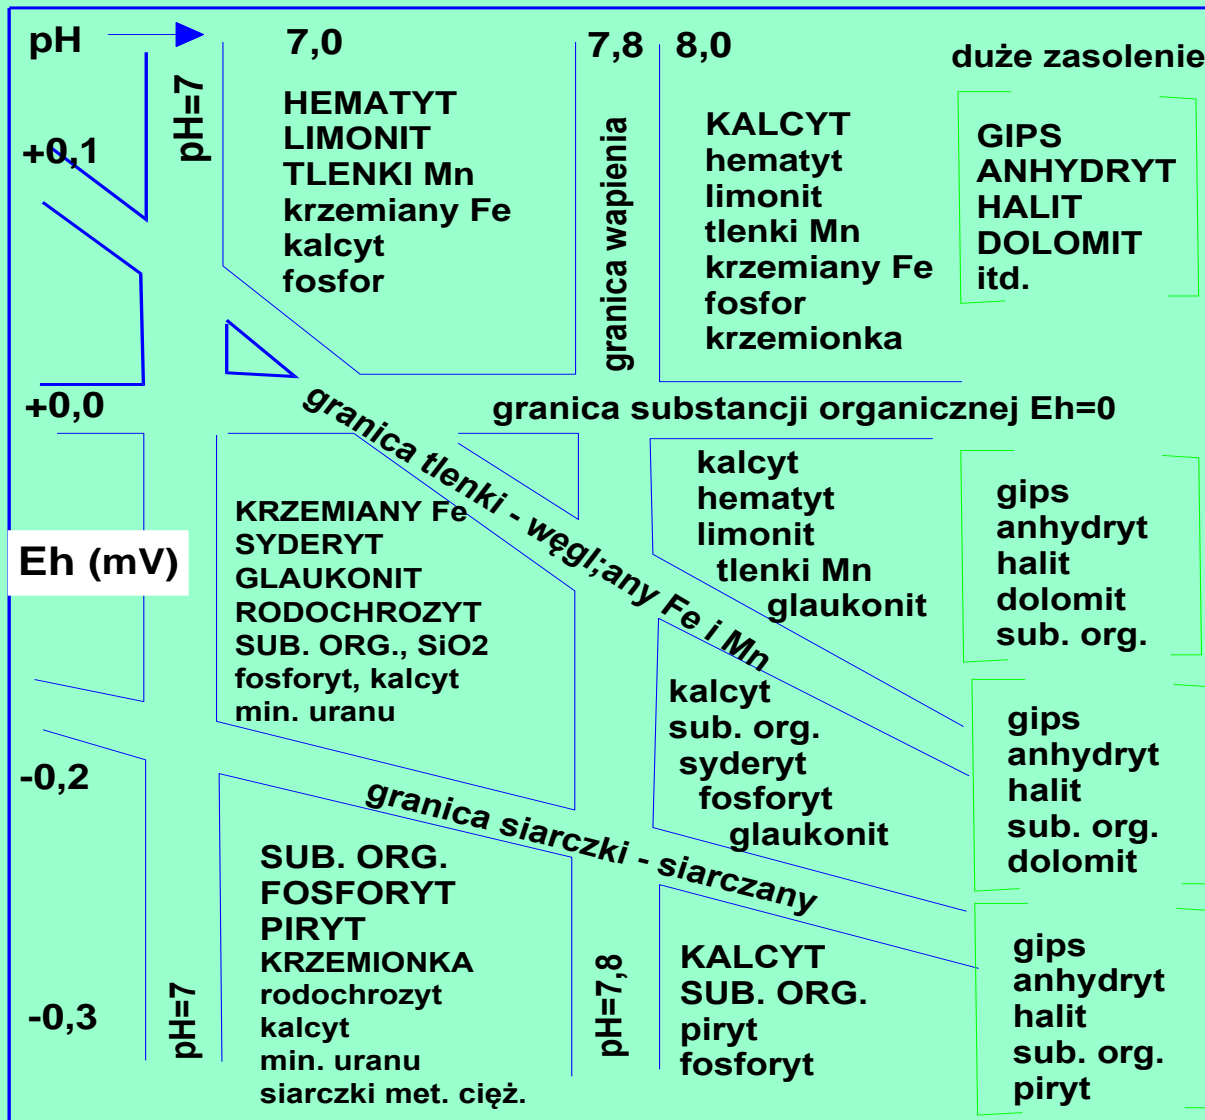 pH
7,0
7,8
8,0
duże zasolenie
+0,1
pH=7
HEMATYT
LIMONIT
TLENKI Mn
krzemiany Fe
kalcyt
fosfor
granica wapienia
KALCYT
hematyt
limonit
tlenki Mn
krzemiany Fe
fosfor
krzemionka
GIPS
ANHYDRYT
HALIT
DOLOMIT
itd.
+0,0
granica substancji organicznej Eh=0
granica tlenki - węgl;any Fe i Mn
Eh (mV)
KRZEMIANY Fe
SYDERYT
GLAUKONIT
RODOCHROZYT
SUB. ORG., SiO2
fosforyt, kalcyt
min. uranu
kalcyt
hematyt
limonit
tlenki Mn
glaukonit
gips
anhydryt
halit
dolomit
sub. org.
kalcyt
sub. org.
syderyt
fosforyt
glaukonit
gips
anhydryt
halit
sub. org.
dolomit
-0,2
granica siarczki - siarczany
-0,3
pH=7
SUB. ORG.
FOSFORYT
PIRYT
KRZEMIONKA
rodochrozyt
kalcyt
min. uranu
siarczki met. cięż.
pH=7,8
KALCYT
SUB. ORG.
piryt
fosforyt
gips
anhydryt
halit
sub. org.
piryt